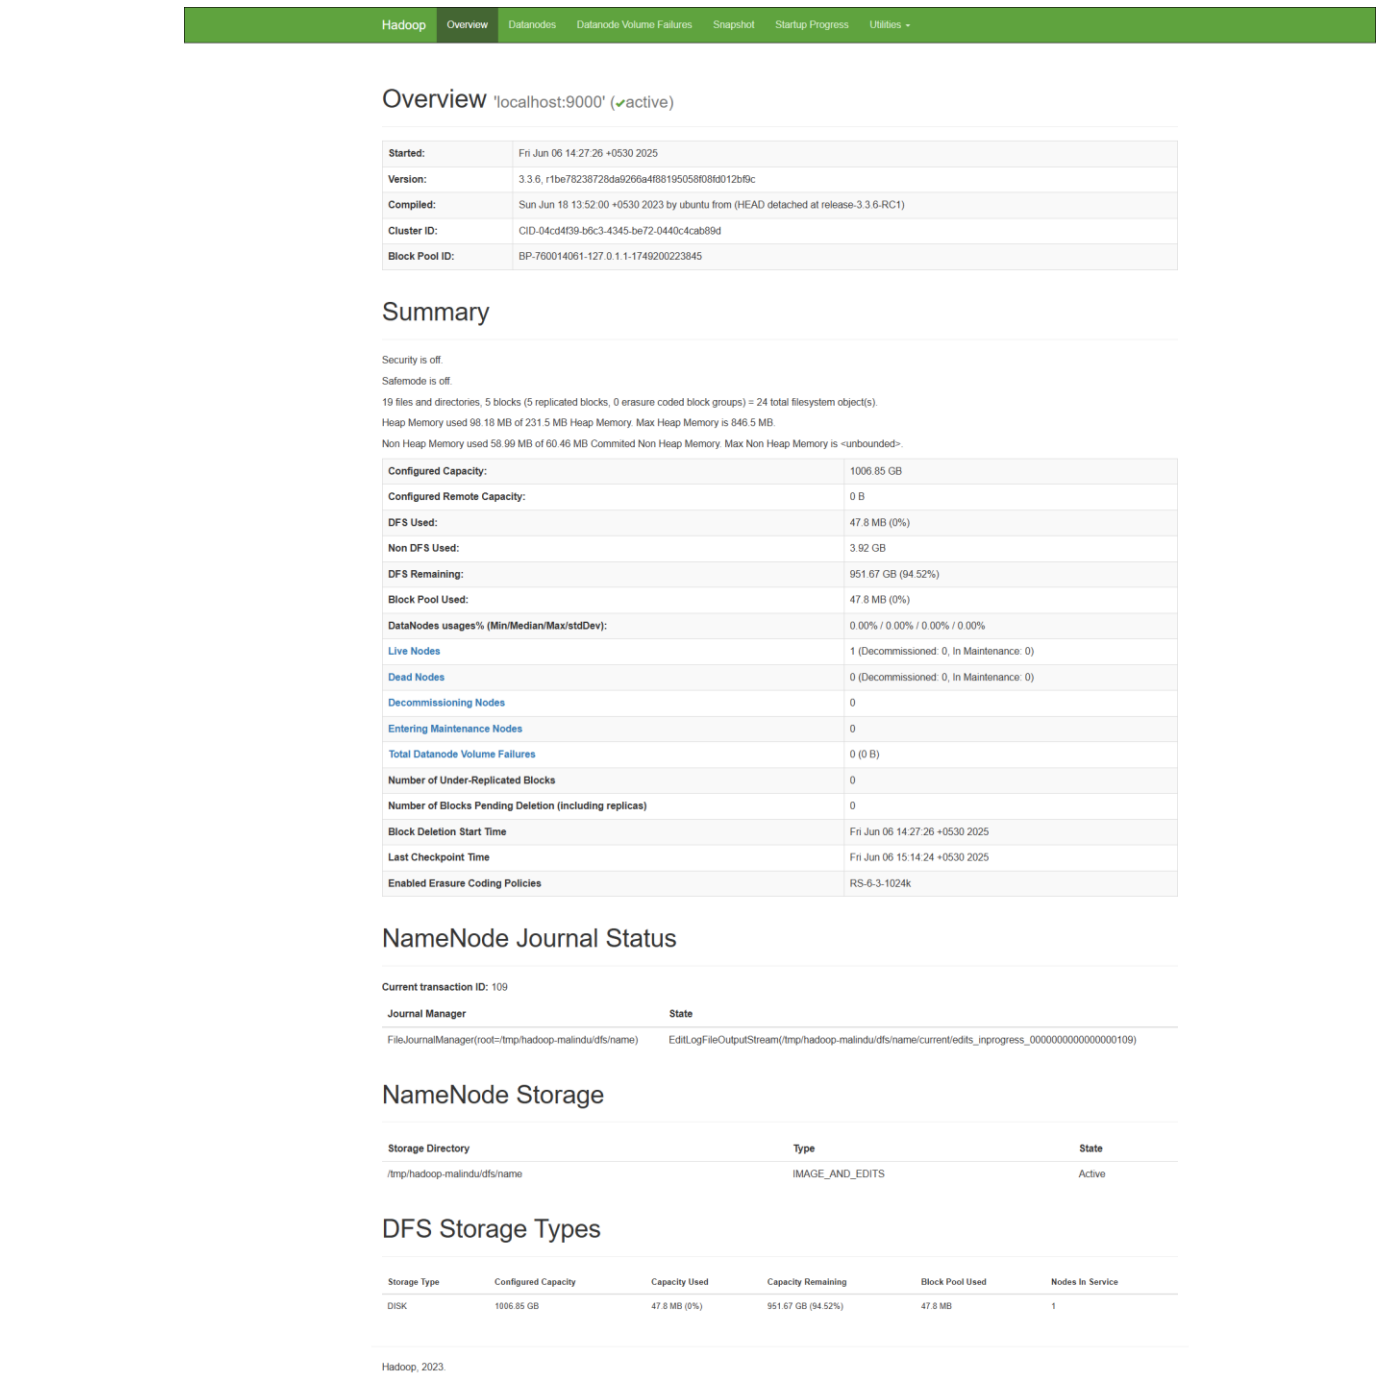 Hadoop Overview Datanodes Datanode Volume Failures Snapshot Startup Progress Utilities
Overview 'localhost:9000' (✔active)
Started: Fri Jun 06 14:27:26 +0530 2025
Version: 3.3.6, r1be78238728da9266a4f88195058f08fd012bf9c
Compiled: Sun Jun 18 13:52:00 +0530 2023 by ubuntu from (HEAD detached at release-3.3.6-RC1)
Cluster ID: CID-04cd4f39-b6c3-4345-be72-0440c4cab89d
Block Pool ID: BP-760014061-127.0.1.1-1749200223845
Summary
Security is off.
Safemode is off.
19 files and directories, 5 blocks (5 replicated blocks, 0 erasure coded block groups) = 24 total filesystem object(s).
Heap Memory used 98.18 MB of 231.5 MB Heap Memory. Max Heap Memory is 846.5 MB.
Non Heap Memory used 58.99 MB of 60.46 MB Commited Non Heap Memory. Max Non Heap Memory is <unbounded>.
Configured Capacity: 1006.85 GB
Configured Remote Capacity: 0 B
DFS Used: 47.8 MB (0%)
Non DFS Used: 3.92 GB
DFS Remaining: 951.67 GB (94.52%)
Block Pool Used: 47.8 MB (0%)
DataNodes usages% (Min/Median/Max/stdDev): 0.00% / 0.00% / 0.00% / 0.00%
Live Nodes 1 (Decommissioned: 0, In Maintenance: 0)
Dead Nodes 0 (Decommissioned: 0, In Maintenance: 0)
Decommissioning Nodes 0
Entering Maintenance Nodes 0
Total Datanode Volume Failures 0 (0 B)
Number of Under-Replicated Blocks 0
Number of Blocks Pending Deletion (including replicas) 0
Block Deletion Start Time Fri Jun 06 14:27:26 +0530 2025
Last Checkpoint Time Fri Jun 06 15:14:24 +0530 2025
Enabled Erasure Coding Policies RS-6-3-1024k
NameNode Journal Status
Current transaction ID: 109
Journal Manager State
FileJournalManager(root=/tmp/hadoop-malindu/dfs/name) EditLogFileOutputStream(/tmp/hadoop-malindu/dfs/name/current/edits_inprogress_0000000000000000109)
NameNode Storage
Storage Directory Type State
/tmp/hadoop-malindu/dfs/name IMAGE_AND_EDITS Active
DFS Storage Types
Storage Type Configured Capacity Capacity Used Capacity Remaining Block Pool Used Nodes In Service
DISK 1006.85 GB 47.8 MB (0%) 951.67 GB (94.52%) 47.8 MB 1
Hadoop, 2023.